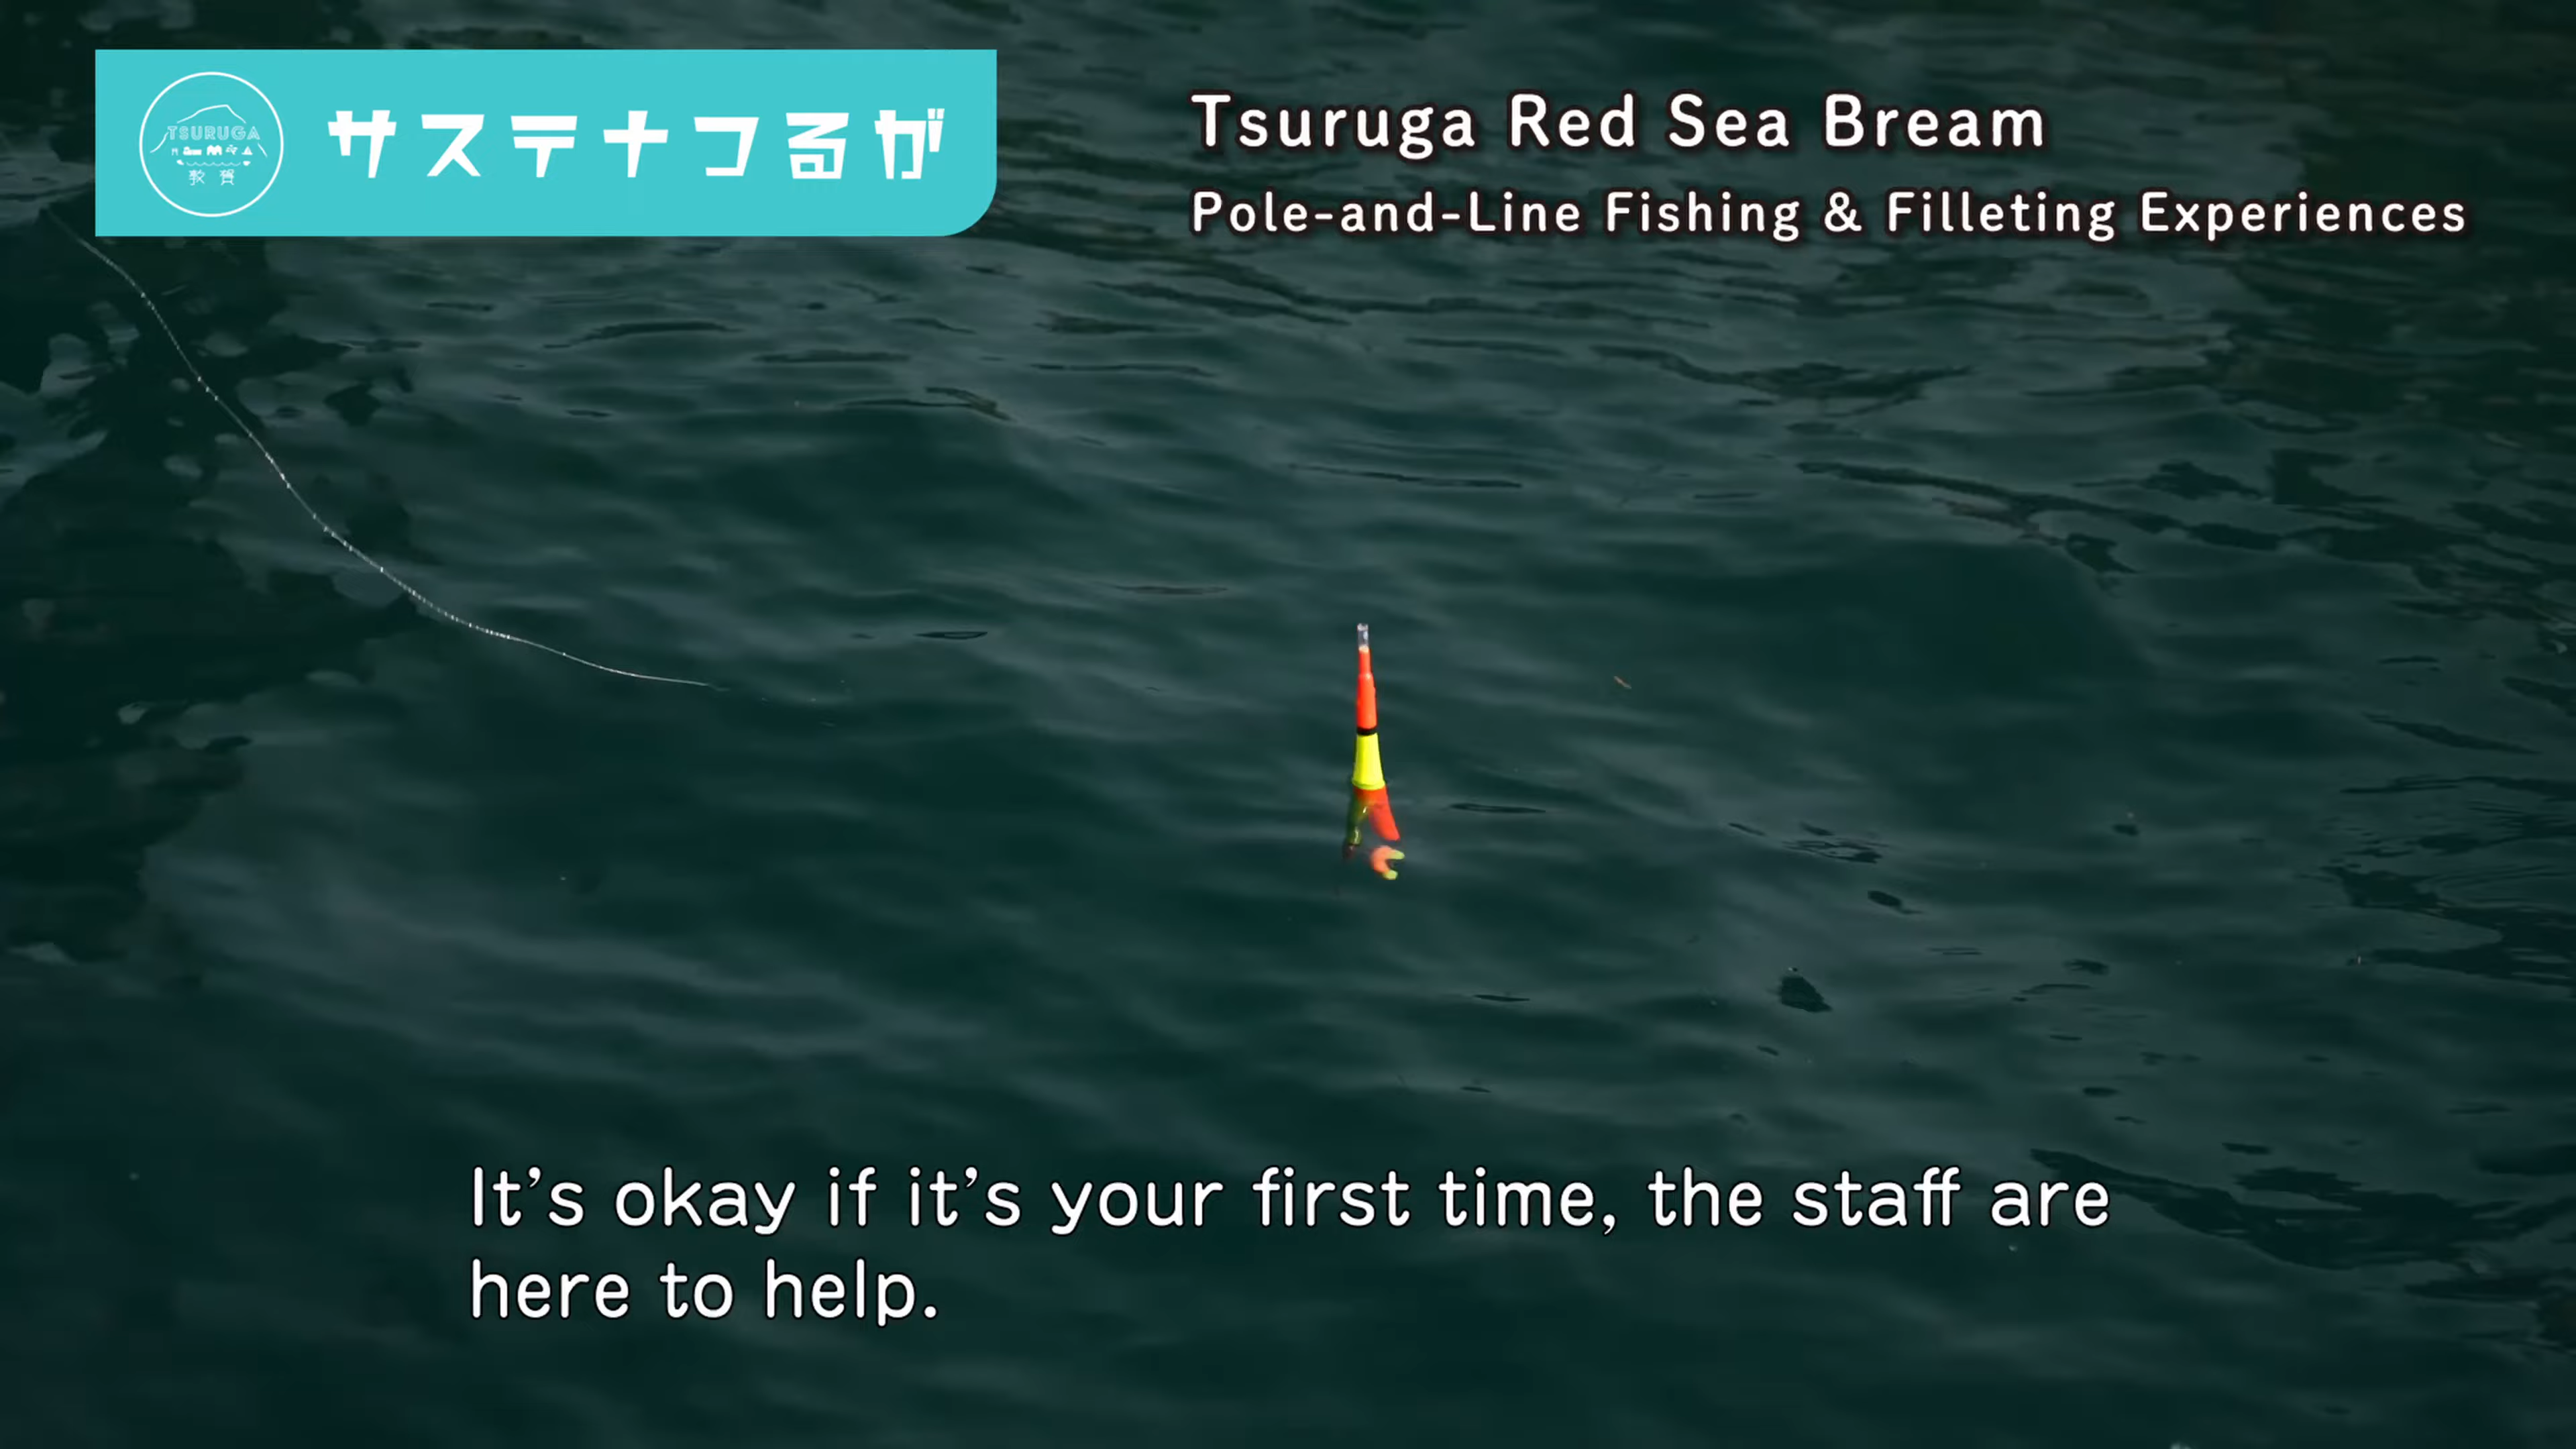 TSURUGA
敦賀
サステナつるが
Tsuruga Red Sea Bream
Pole-and-Line Fishing & Filleting Experiences
It’s okay if it’s your first time, the staff are
here to help.